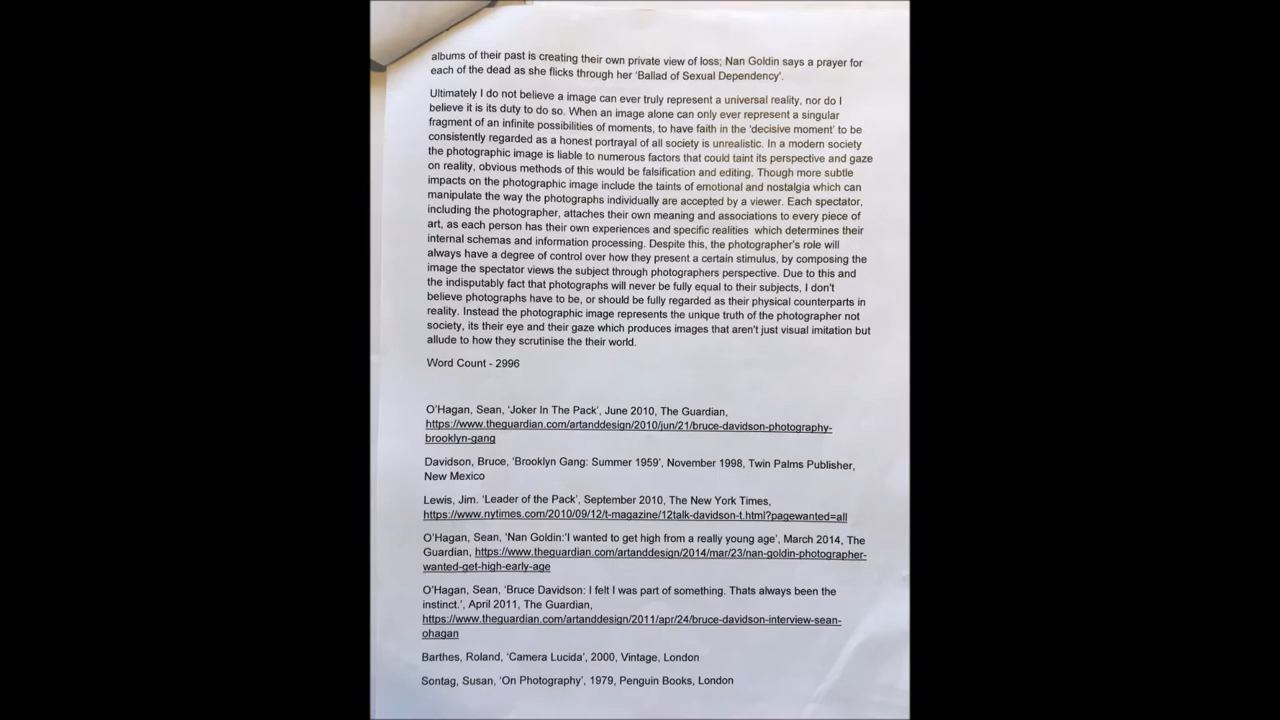 albums of their past is creating their own private view of loss; Nan Goldin says a prayer for
each of the dead as she flicks through her ‘Ballad of Sexual Dependency’.
Ultimately I do not believe a image can ever truly represent a universal reality, nor do I
believe it is its duty to do so. When an image alone can only ever represent a singular
fragment of an infinite possibilities of moments, to have faith in the ‘decisive moment’ to be
consistently regarded as a honest portrayal of all society is unrealistic. In a modern society
the photographic image is liable to numerous factors that could taint its perspective and gaze
on reality, obvious methods of this would be falsification and editing. Though more subtle
impacts on the photographic image include the taints of emotional and nostalgia which can
manipulate the way the photographs individually are accepted by a viewer. Each spectator,
including the photographer, attaches their own meaning and associations to every piece of
art, as each person has their own experiences and specific realities which determines their
internal schemas and information processing. Despite this, the photographer's role will
always have a degree of control over how they present a certain stimulus, by composing the
image the spectator views the subject through photographers perspective. Due to this and
the indisputably fact that photographs will never be fully equal to their subjects, I don't
believe photographs have to be, or should be fully regarded as their physical counterparts in
reality. Instead the photographic image represents the unique truth of the photographer not
society, its their eye and their gaze which produces images that aren't just visual imitation but
allude to how they scrutinise the their world.
Word Count - 2996
O’Hagan, Sean, ‘Joker In The Pack’, June 2010, The Guardian,
https://www.theguardian.com/artanddesign/2010/jun/21/bruce-davidson-photography-
brooklyn-gang
Davidson, Bruce, ‘Brooklyn Gang: Summer 1959’, November 1998, Twin Palms Publisher,
New Mexico
Lewis, Jim. ‘Leader of the Pack’, September 2010, The New York Times,
https://www.nytimes.com/2010/09/12/t-magazine/12talk-davidson-t.html?pagewanted=all
O’Hagan, Sean, ‘Nan Goldin:‘I wanted to get high from a really young age’, March 2014, The
Guardian, https://www.theguardian.com/artanddesign/2014/mar/23/nan-goldin-photographer-
wanted-get-high-early-age
O’Hagan, Sean, ‘Bruce Davidson: I felt I was part of something. Thats always been the
instinct.’, April 2011, The Guardian,
https://www.theguardian.com/artanddesign/2011/apr/24/bruce-davidson-interview-sean-
ohagan
Barthes, Roland, ‘Camera Lucida’, 2000, Vintage, London
Sontag, Susan, ‘On Photography’, 1979, Penguin Books, London